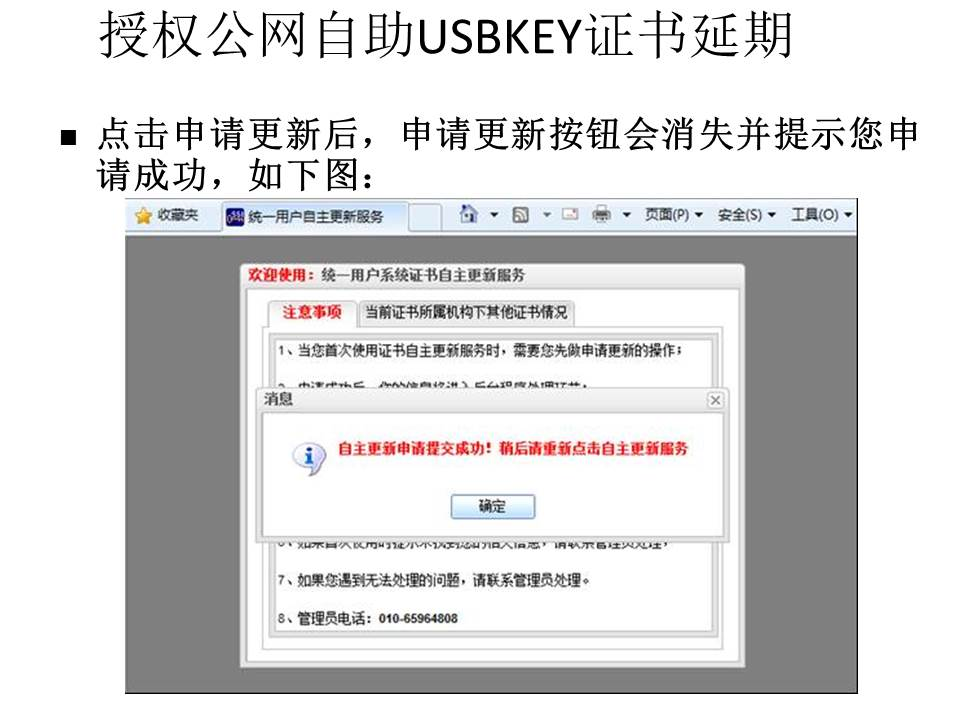 授权公网自助USBKEY证书延期
■ 点击申请更新后，申请更新按钮会消失并提示您申
请成功，如下图：
收藏夹 统一用户自主更新服务 页面(P) 安全(S) 工具(O)
欢迎使用：统一用户系统证书自主更新服务
注意事项 当前证书所属机构下其他证书情况
1、当您首次使用证书自主更新服务时，需要您先做申请更新的操作；
消息
自主更新申请提交成功！稍后请重新点击自主更新服务
确定
7、如果您遇到无法处理的问题，请联系管理员处理。
8、管理员电话：010-65964808